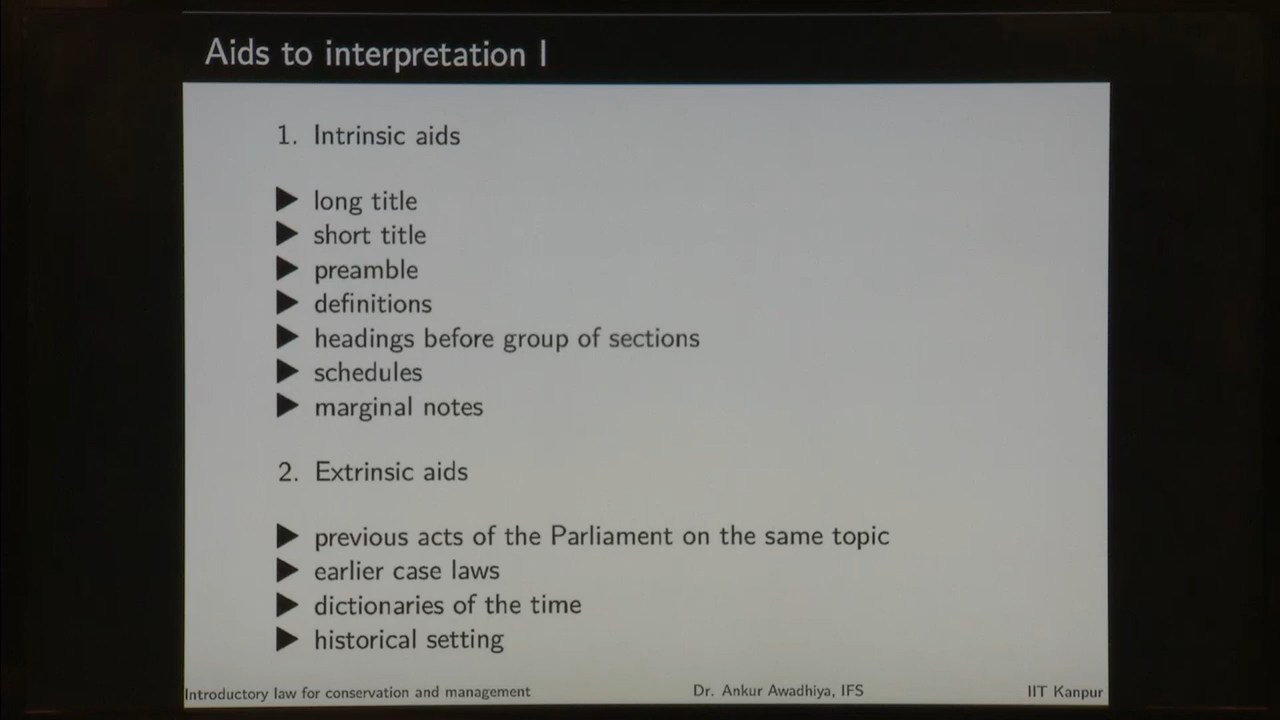 Aids to interpretation I
1. Intrinsic aids
▶ long title
▶ short title
▶ preamble
▶ definitions
▶ headings before group of sections
▶ schedules
▶ marginal notes
2. Extrinsic aids
▶ previous acts of the Parliament on the same topic
▶ earlier case laws
▶ dictionaries of the time
▶ historical setting
Introductory law for conservation and management Dr. Ankur Awadhiya, IFS IIT Kanpur